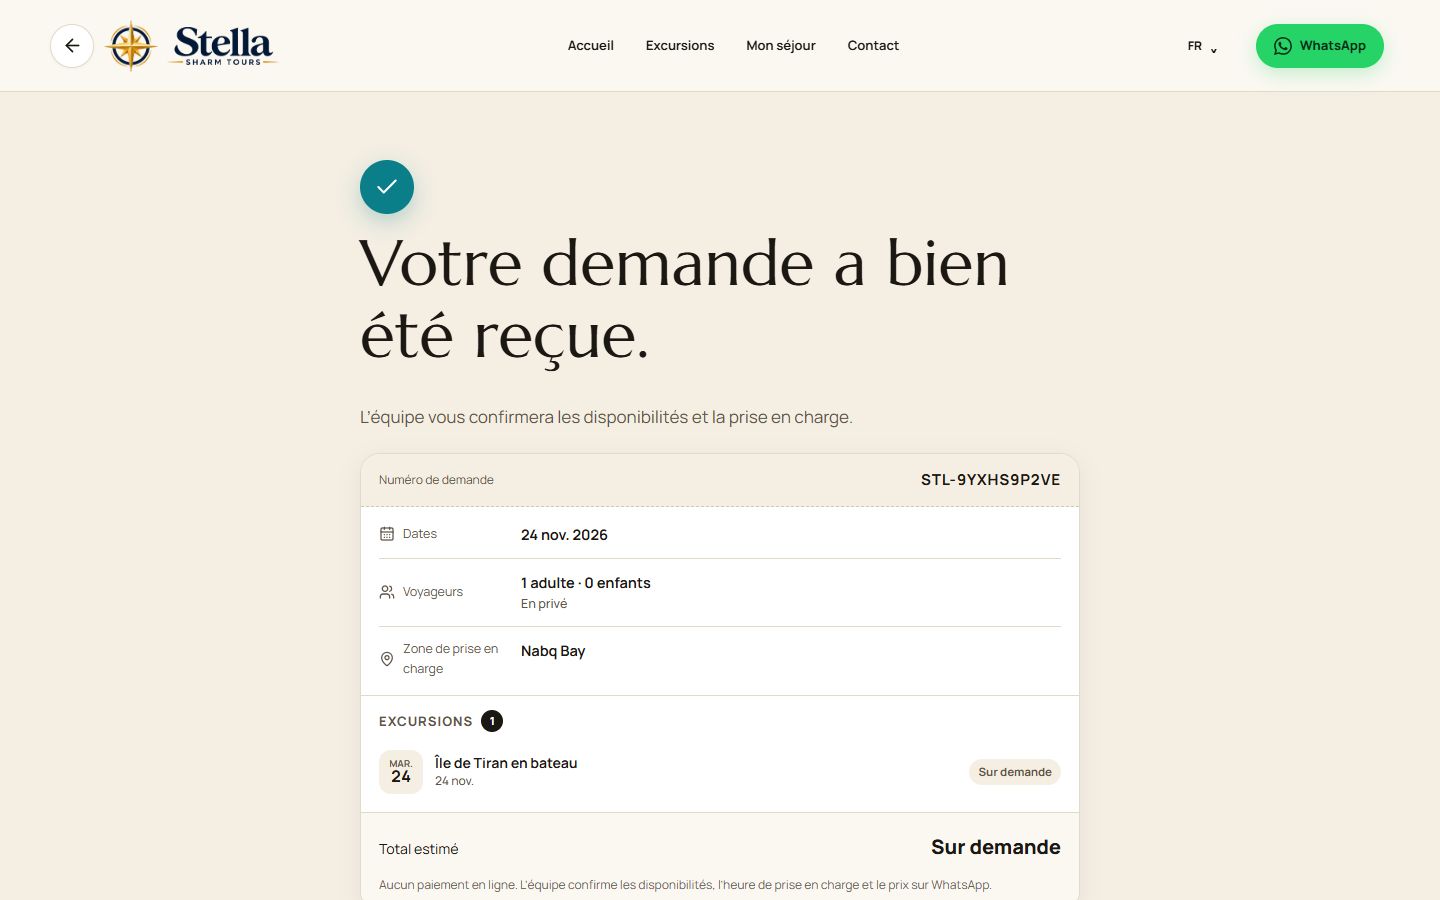 Stella
SHARM TOURS
Accueil
Excursions
Mon séjour
Contact
FR
WhatsApp
Votre demande a bien
été reçue.
L'équipe vous confirmera les disponibilités et la prise en charge.
Numéro de demande
STL-9YXHS9P2VE
Dates
24 nov. 2026
Voyageurs
1 adulte · 0 enfants
En privé
Zone de prise en
charge
Nabq Bay
EXCURSIONS
1
MAR.
24
Île de Tiran en bateau
24 nov.
Sur demande
Total estimé
Sur demande
Aucun paiement en ligne. L'équipe confirme les disponibilités, l'heure de prise en charge et le prix sur WhatsApp.